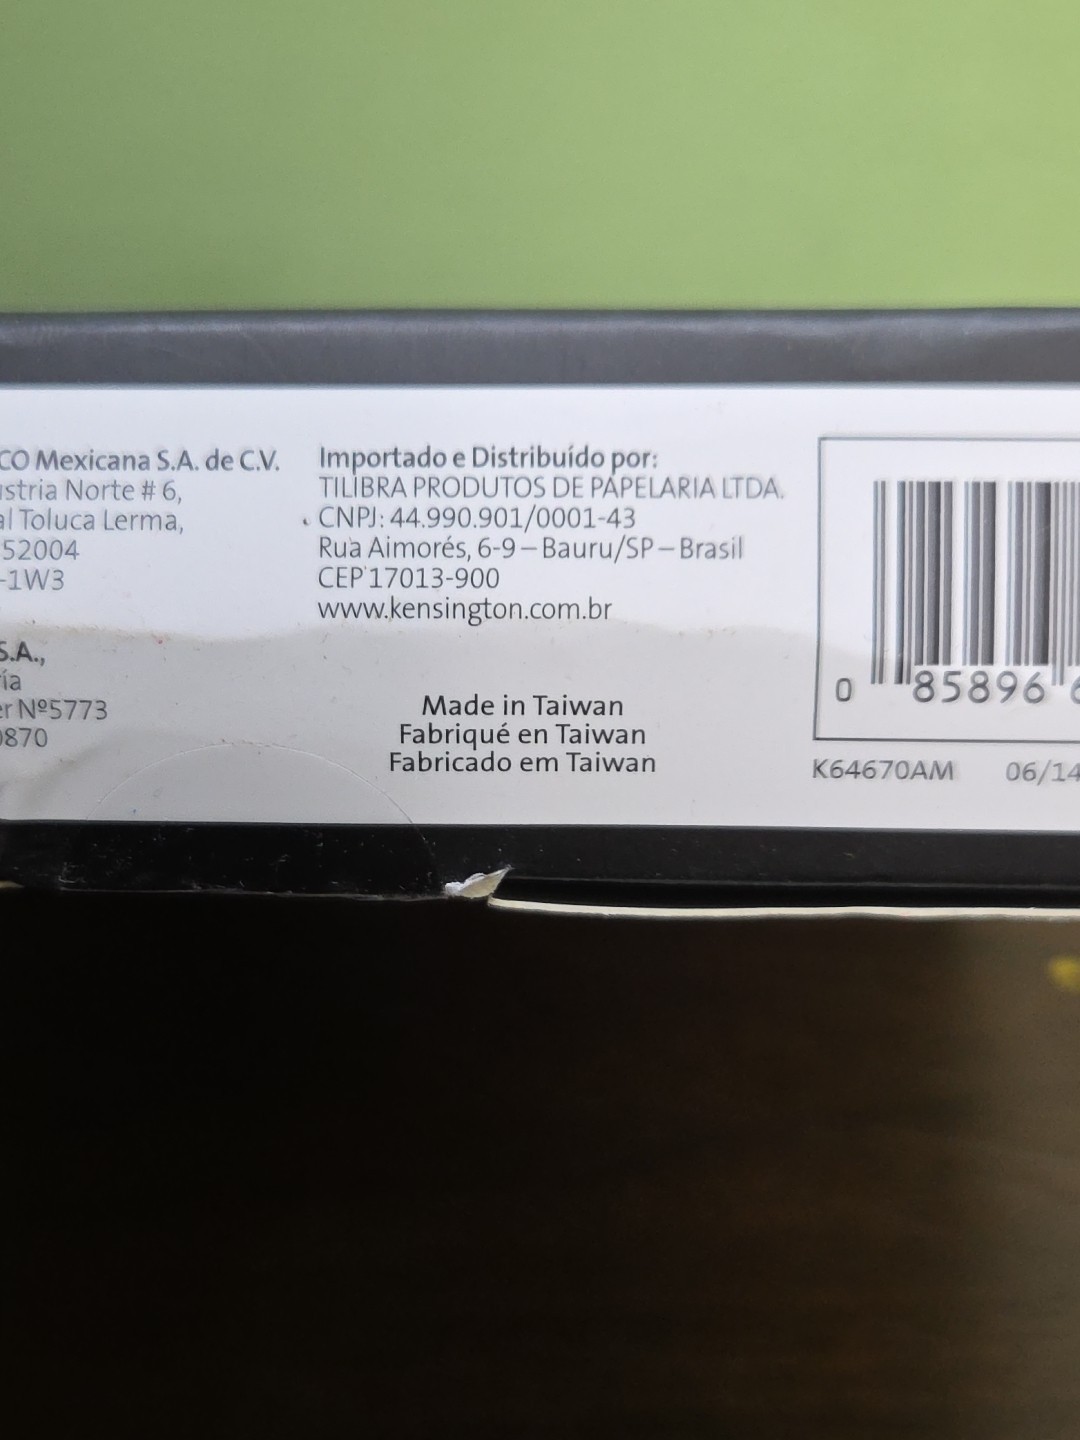 CO Mexicana S.A. de C.V.
ustria Norte # 6,
al Toluca Lerma,
52004
-1W3
S.A.,
ía
er Nº5773
0870
Importado e Distribuído por:
TILIBRA PRODUTOS DE PAPELARIA LTDA.
CNPJ: 44.990.901/0001-43
Rua Aimorés, 6-9 – Bauru/SP – Brasil
CEP 17013-900
www.kensington.com.br
Made in Taiwan
Fabriqué en Taiwan
Fabricado em Taiwan
0 85896 6
K64670AM 06/14